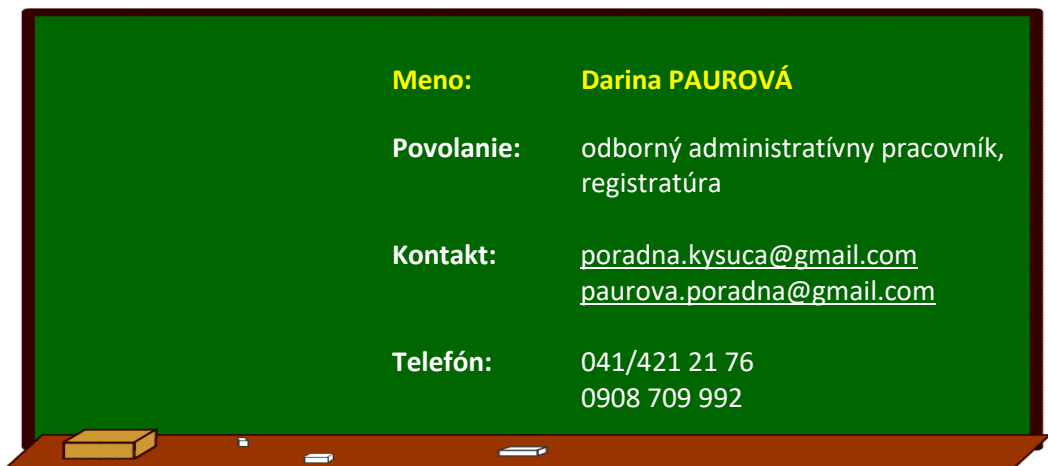 Meno: Darina PAUROVÁ
Povolanie: odborný administratívny pracovník,
registratúra
Kontakt: poradna.kysuca@gmail.com
paurova.poradna@gmail.com
Telefón: 041/421 21 76
0908 709 992